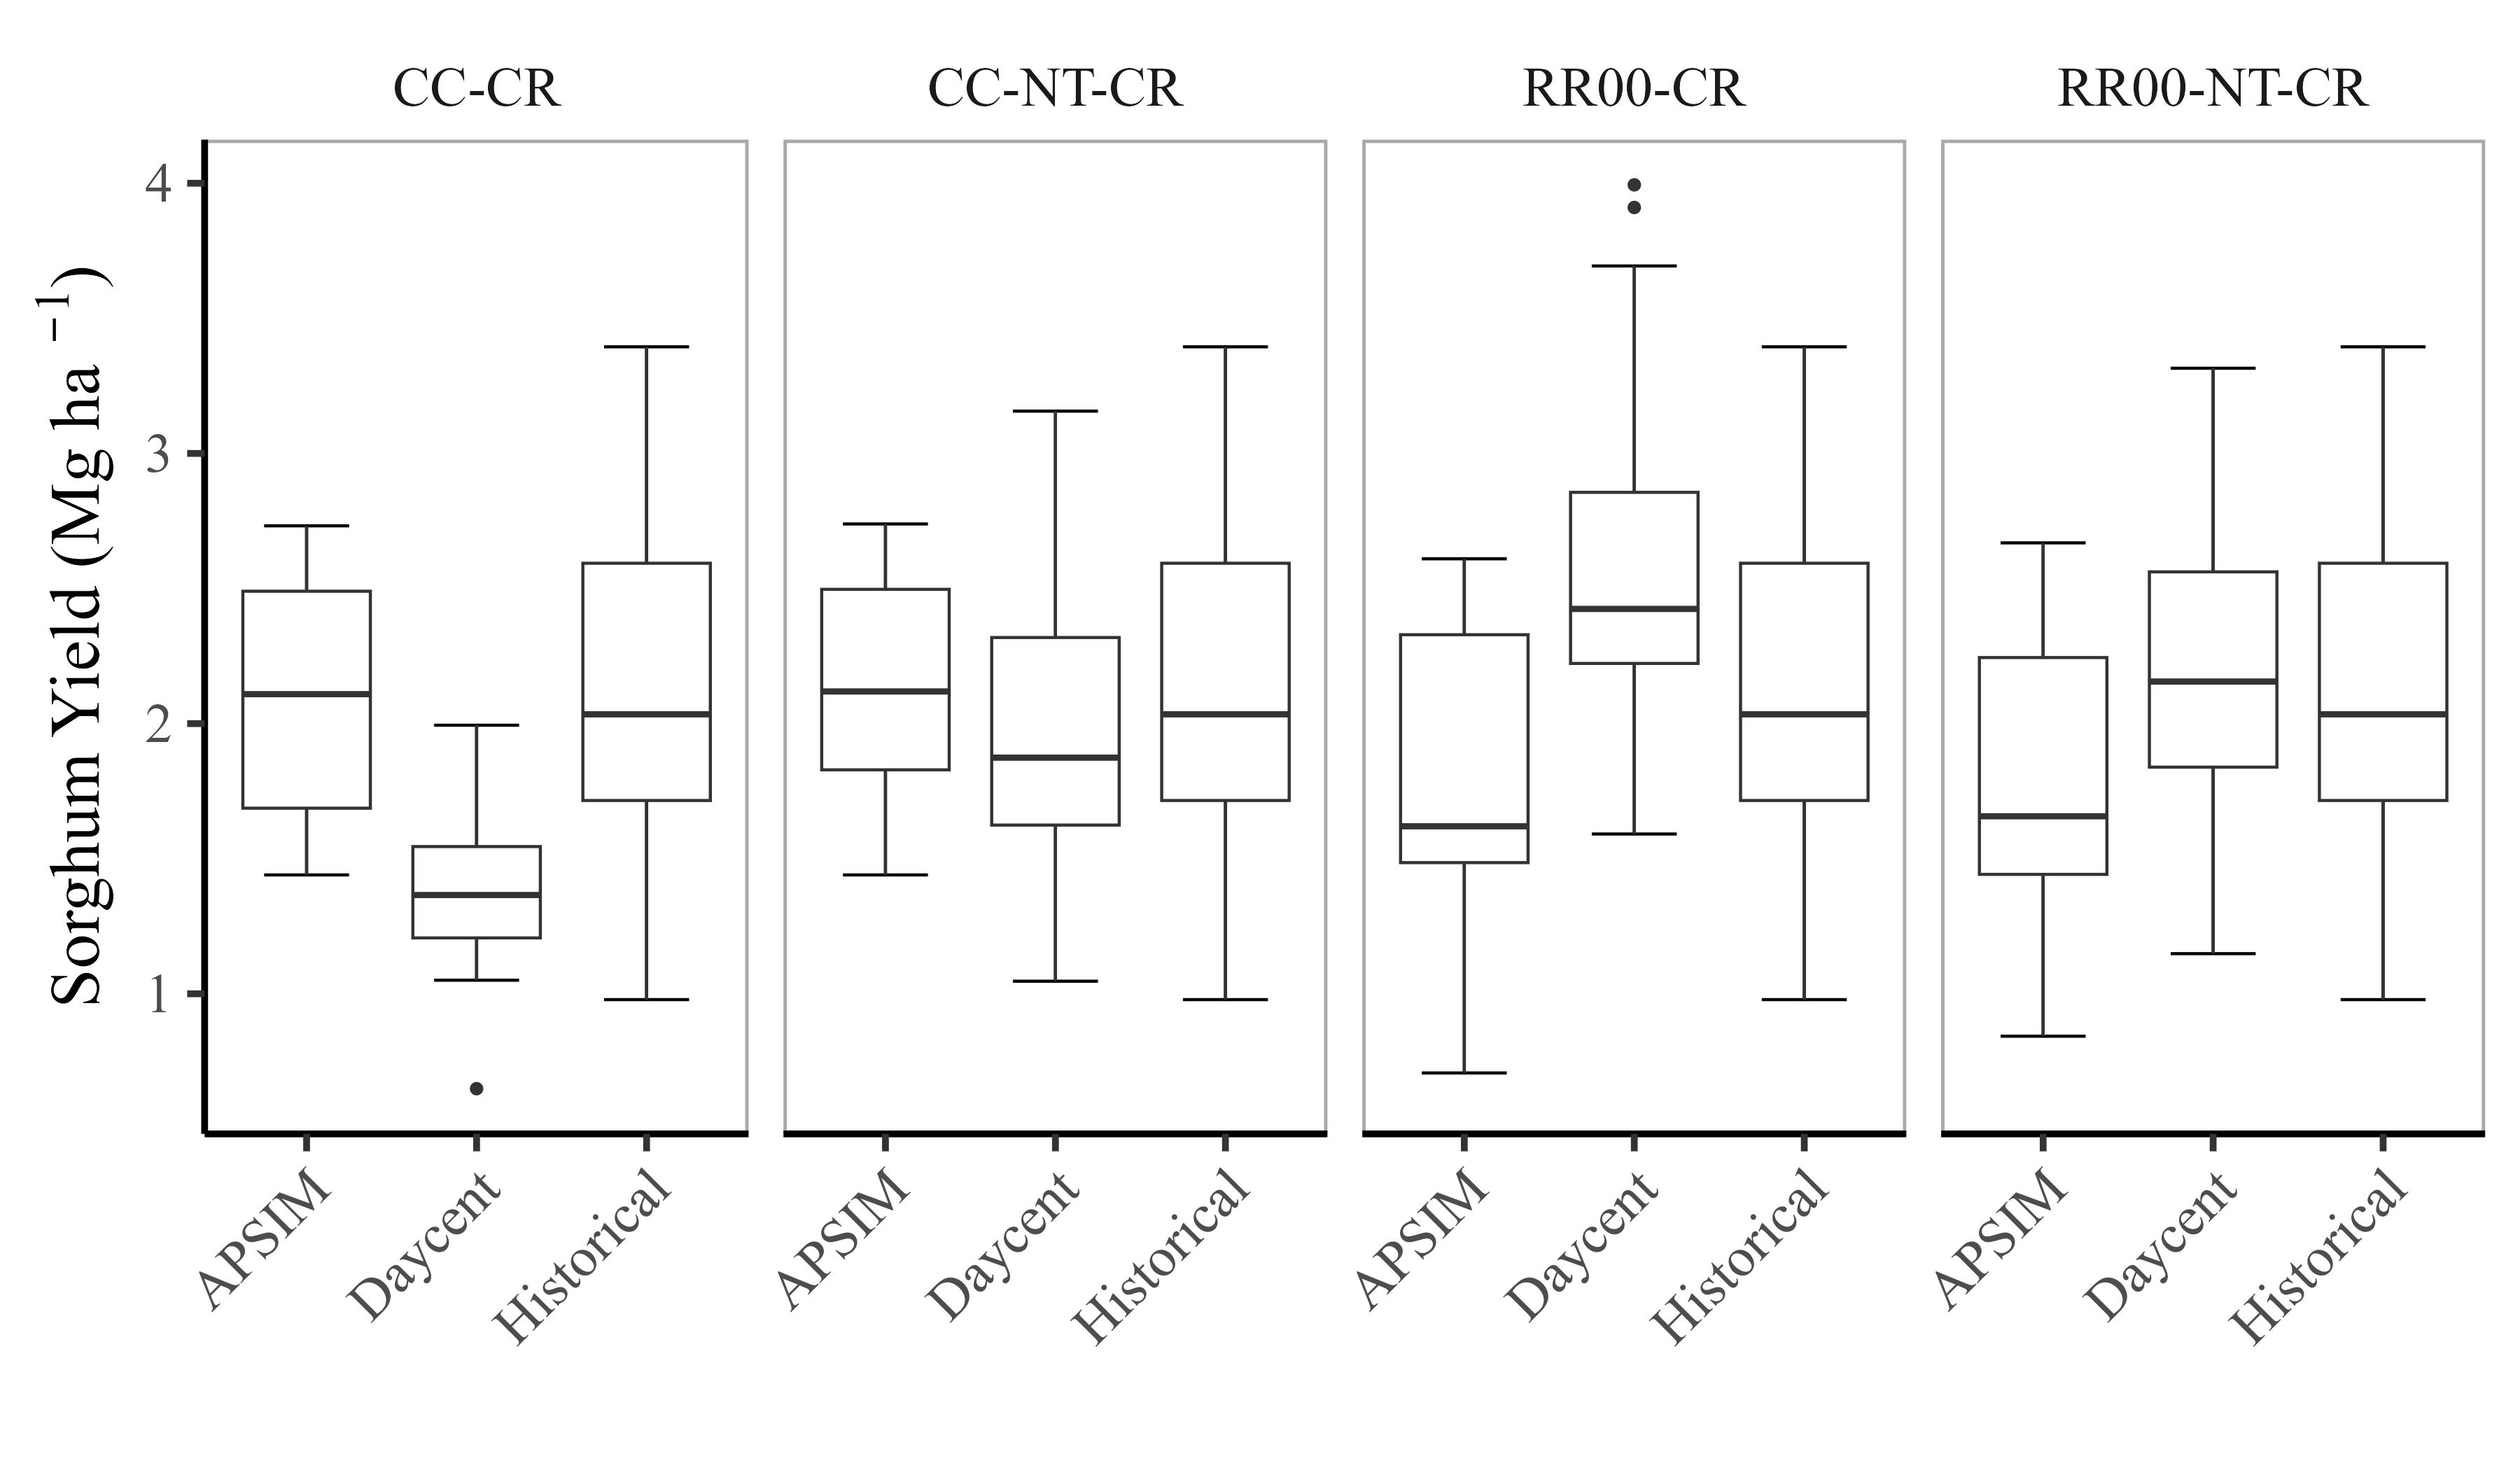 CC-CR
CC-NT-CR
RR00-CR
RR00-NT-CR
Sorghum Yield (Mg ha⁻¹)
4
3
2
1
APSIM
Daycent
Historical
APSIM
Daycent
Historical
APSIM
Daycent
Historical
APSIM
Daycent
Historical